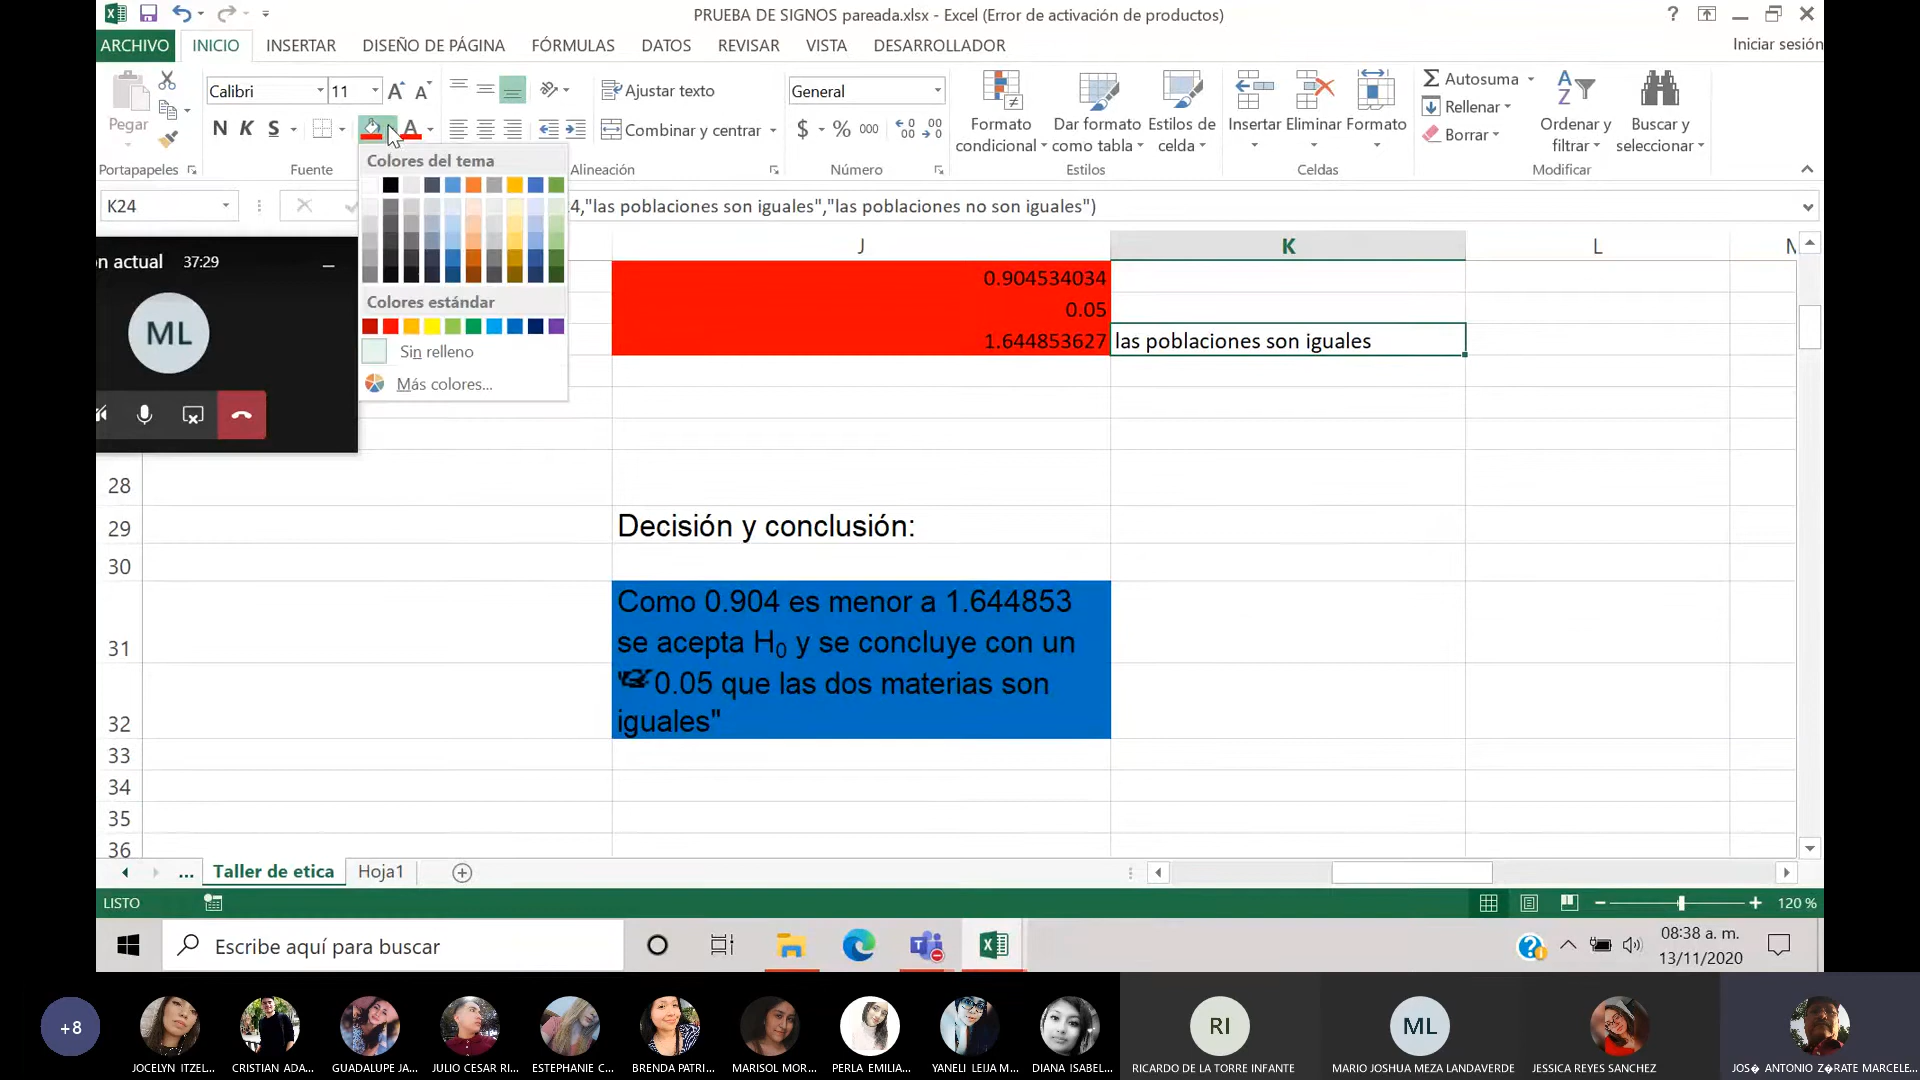 PRUEBA DE SIGNOS pareada.xlsx - Excel (Error de activación de productos)
?
ARCHIVO INICIO INSERTAR DISEÑO DE PÁGINA FÓRMULAS DATOS REVISAR VISTA DESARROLLADOR
Iniciar sesión
Pegar
Calibri 11
N K S
Ajustar texto
Combinar y centrar
General
$ % 000
Formato condicional
Dar formato como tabla
Estilos de celda
Insertar Eliminar Formato
Autosuma
Rellenar
Borrar
Ordenar y filtrar
Buscar y seleccionar
Portapapeles Fuente Alineación Número Estilos Celdas Modificar
K24
4,"las poblaciones son iguales","las poblaciones no son iguales")
Colores del tema
Colores estándar
Sin relleno
Más colores...
n actual 37:29
ML
J K L
0.904534034
0.05
1.644853627 las poblaciones son iguales
28
29 Decisión y conclusión:
30
Como 0.904 es menor a 1.644853
31 se acepta H₀ y se concluye con un
0.05 que las dos materias son
32 iguales"
33
34
35
36
... Taller de etica Hoja1
LISTO
120 %
Escribe aquí para buscar
08:38 a. m.
13/11/2020
+8
RI
ML
JOCELYN ITZEL...
CRISTIAN ADA...
GUADALUPE JA...
JULIO CESAR RI...
ESTEPHANIE C...
BRENDA PATRI...
MARISOL MOR...
PERLA EMILIA...
YANELI LEIJA M...
DIANA ISABEL...
RICARDO DE LA TORRE INFANTE
MARIO JOSHUA MEZA LANDAVERDE
JESSICA REYES SANCHEZ
JOS� ANTONIO Z�RATE MARCELE...